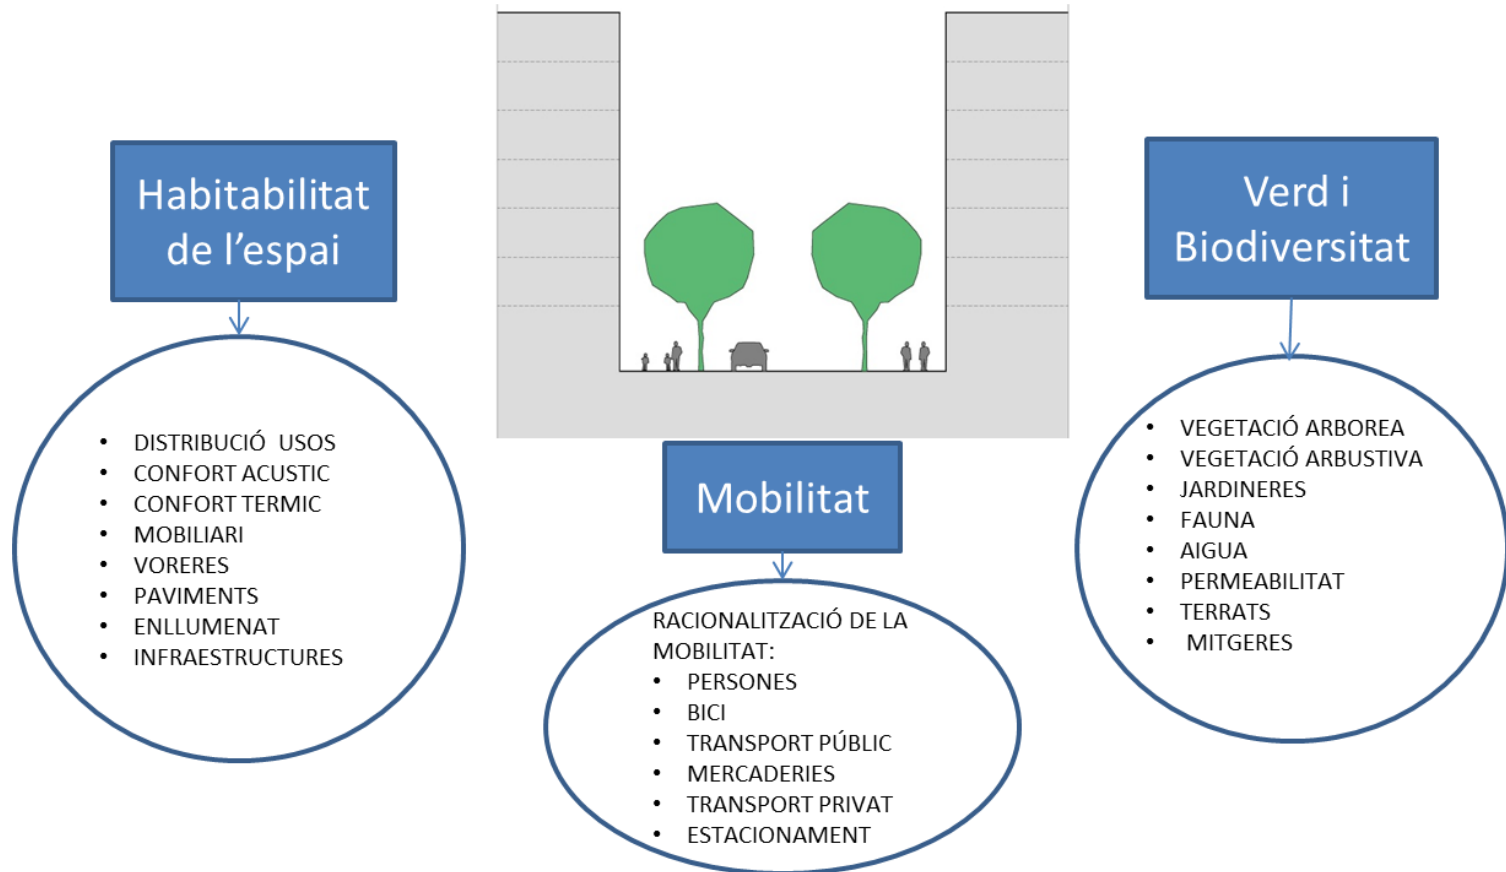 Habitabilitat
de l'espai
• DISTRIBUCIÓ USOS
• CONFORT ACUSTIC
• CONFORT TERMIC
• MOBILIARI
• VORERES
• PAVIMENTS
• ENLLUMENAT
• INFRAESTRUCTURES
Mobilitat
RACIONALITZACIÓ DE LA
MOBILITAT:
• PERSONES
• BICI
• TRANSPORT PÚBLIC
• MERCADERIES
• TRANSPORT PRIVAT
• ESTACIONAMENT
Verd i
Biodiversitat
• VEGETACIÓ ARBOREA
• VEGETACIÓ ARBUSTIVA
• JARDINERES
• FAUNA
• AIGUA
• PERMEABILITAT
• TERRATS
• MITGERES